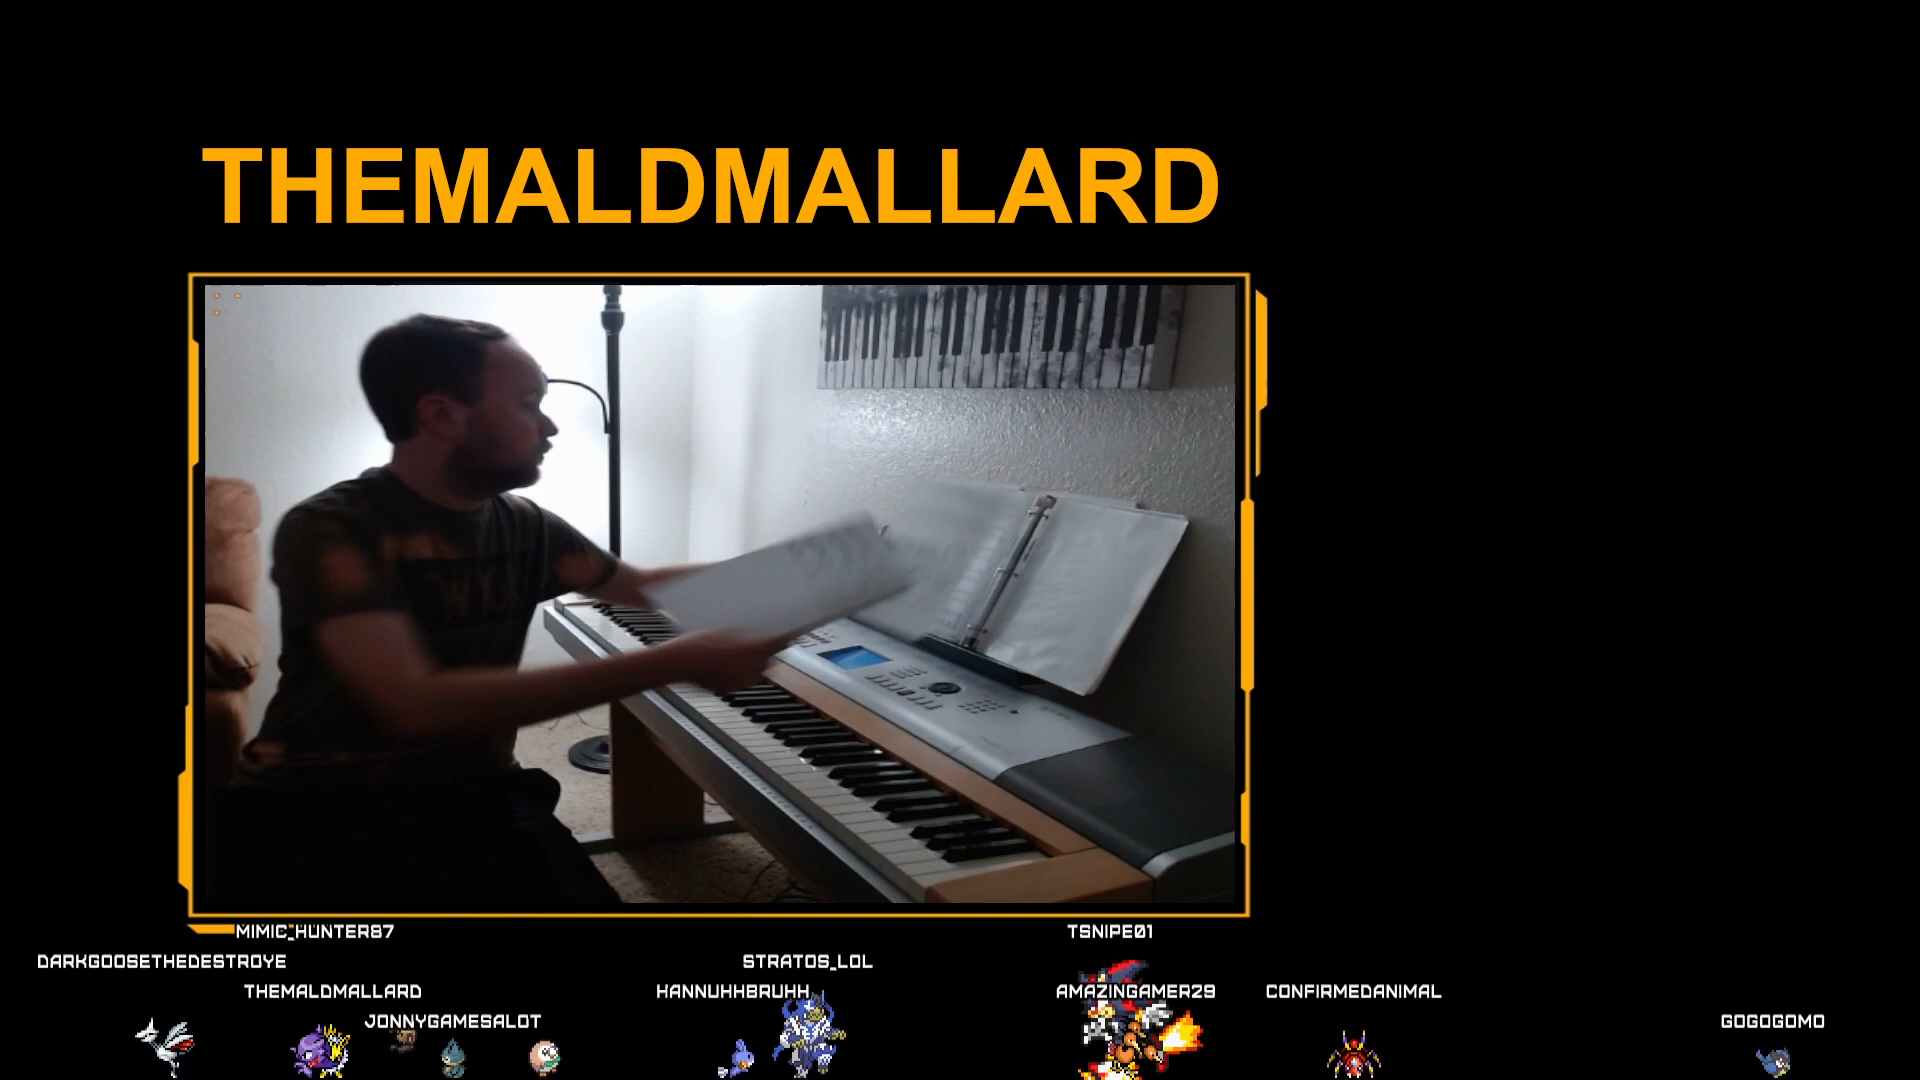 THEMALDMALLARD
MIMIC_HUNTER87
TSNIPE01
DARKGOOSETHEDESTROYE
STRATOS_LOL
THEMALDMALLARD
HANNUHHBRUHH
AMAZINGAMER29
CONFIRMEDANIMAL
JONNYGAMESALOT
GOGOGOMO